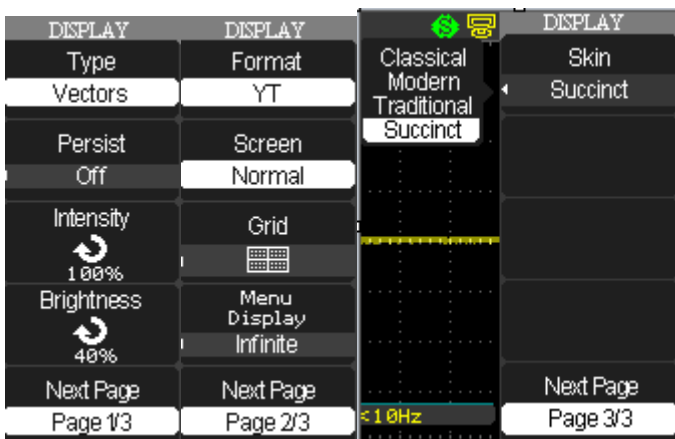 DISPLAY
Type
Vectors
Persist
Off
Intensity
100%
Brightness
40%
Next Page
Page 1/3
DISPLAY
Format
YT
Screen
Normal
Grid
Menu
Display
Infinite
Next Page
Page 2/3
S
Classical
Modern
Traditional
Succinct
<10Hz
DISPLAY
Skin
Succinct
Next Page
Page 3/3